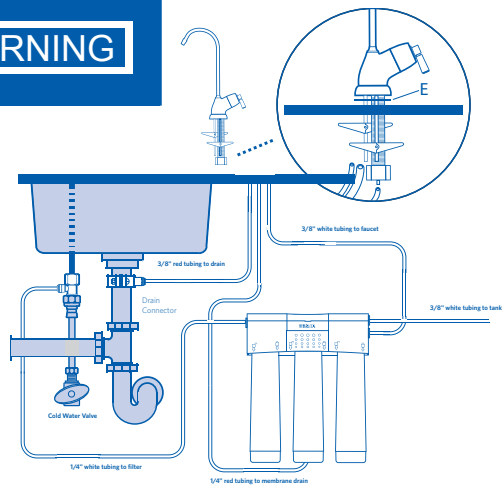 RNING
E
3/8" white tubing to faucet
3/8" red tubing to drain
Drain
Connector
3/8" white tubing to tank
Cold Water Valve
1/4" white tubing to filter
1/4" red tubing to membrane drain